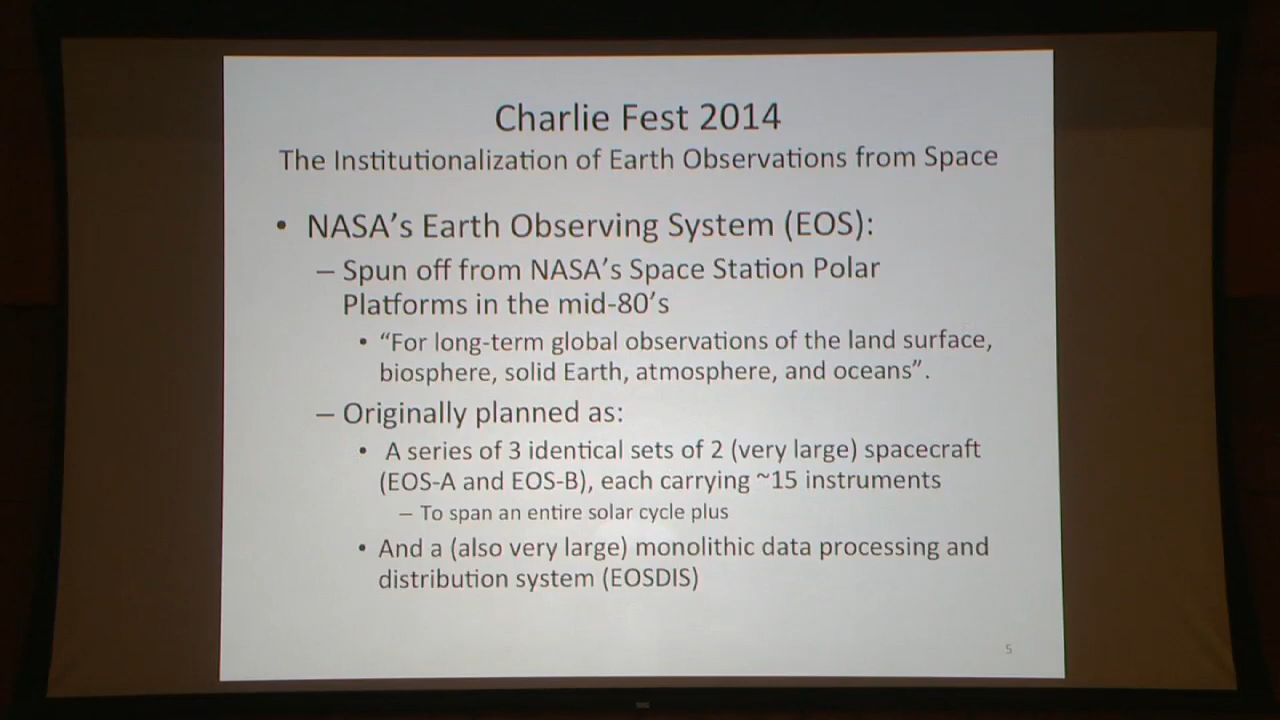 Charlie Fest 2014
The Institutionalization of Earth Observations from Space
• NASA's Earth Observing System (EOS):
– Spun off from NASA's Space Station Polar
Platforms in the mid-80's
• “For long-term global observations of the land surface,
biosphere, solid Earth, atmosphere, and oceans”.
– Originally planned as:
• A series of 3 identical sets of 2 (very large) spacecraft
(EOS-A and EOS-B), each carrying ~15 instruments
– To span an entire solar cycle plus
• And a (also very large) monolithic data processing and
distribution system (EOSDIS)
5